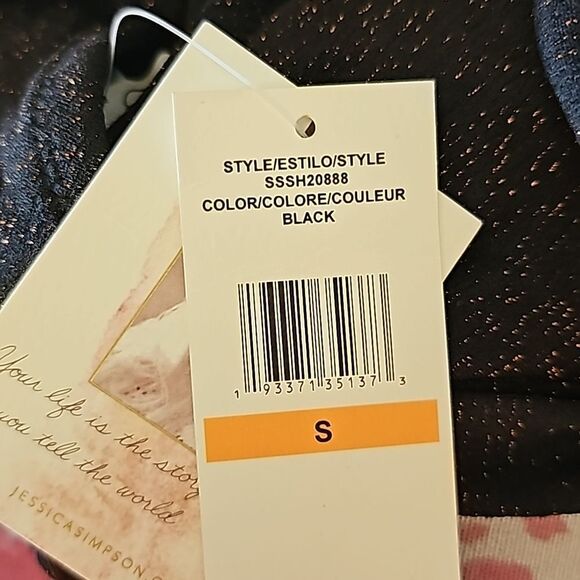 STYLE/ESTILO/STYLE
SSSH20888
COLOR/COLORE/COULEUR
BLACK
1 93371 35137 3
S
Your life is the story
you tell the world
JESSICASIMPSON